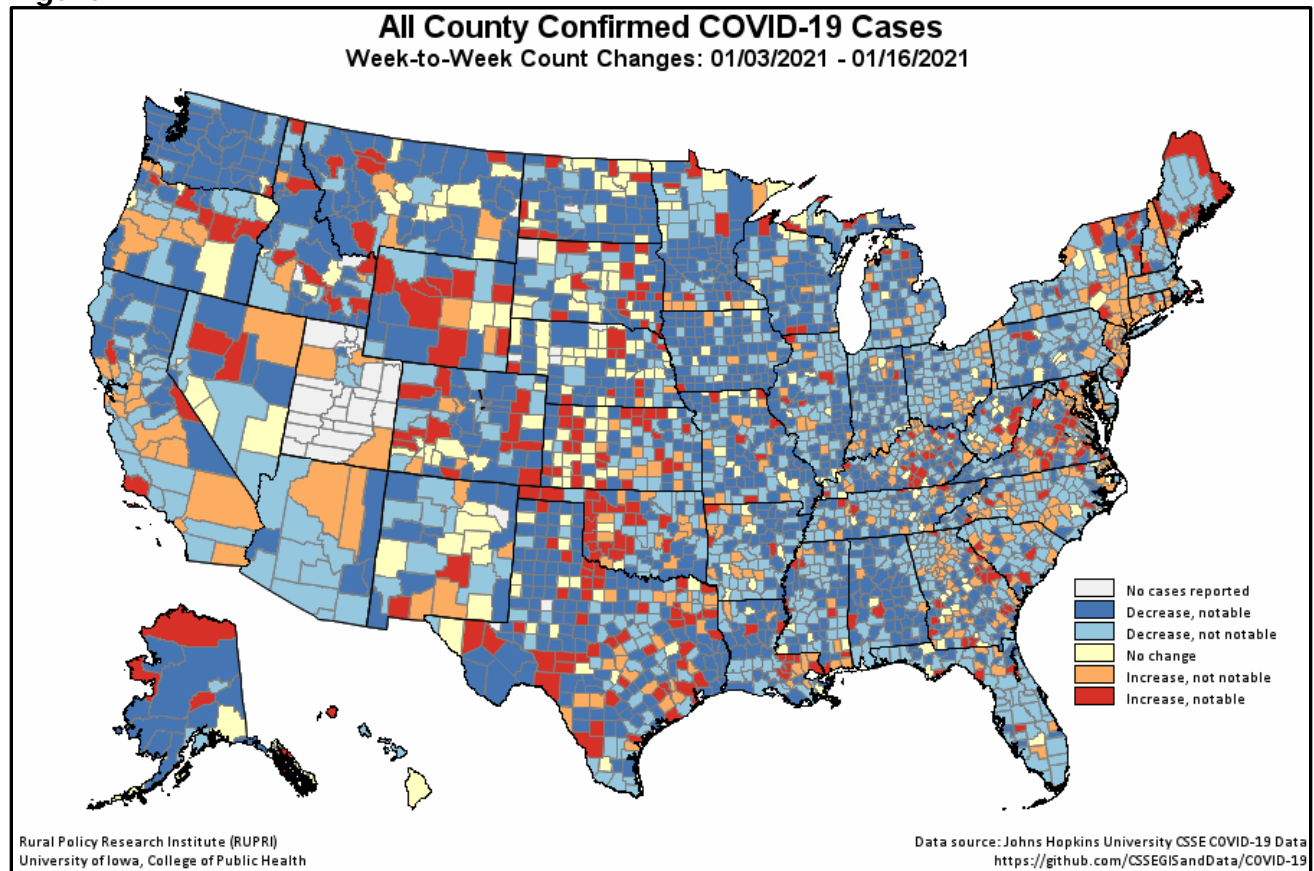 All County Confirmed COVID-19 Cases
Week-to-Week Count Changes: 01/03/2021 - 01/16/2021
No cases reported
Decrease, notable
Decrease, not notable
No change
Increase, not notable
Increase, notable
Rural Policy Research Institute (RUPRI)
University of Iowa, College of Public Health
Data source: Johns Hopkins University CSSE COVID-19 Data
https://github.com/CSSEGISandData/COVID-19